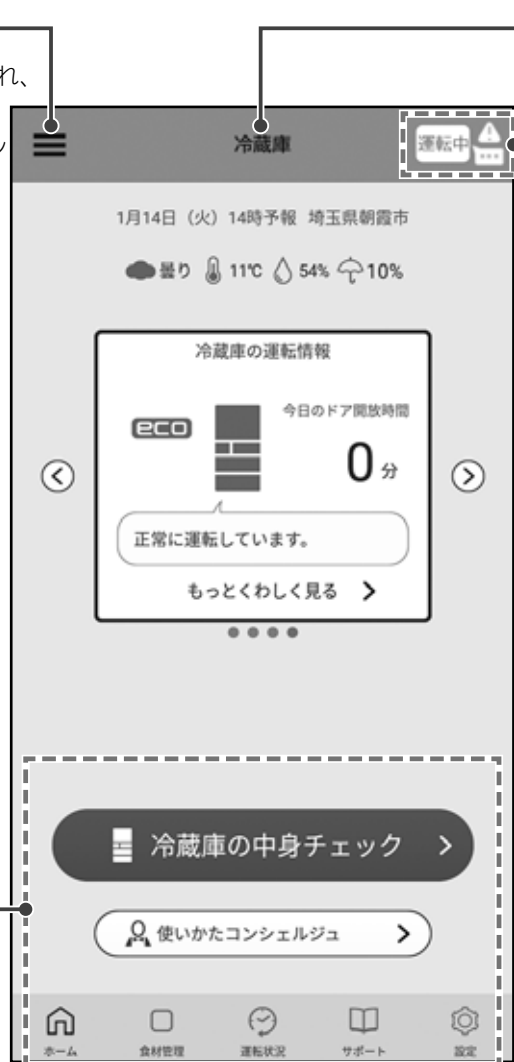 れ、
ル
冷蔵庫
運転中
1月14日（火）14時予報 埼玉県朝霞市
曇り 11℃ 54% 10%
冷蔵庫の運転情報
eco
今日のドア開放時間
0分
正常に運転しています。
もっとくわしく見る
冷蔵庫の中身チェック
使いかたコンシェルジュ
ホーム 食材管理 運転状況 サポート 設定